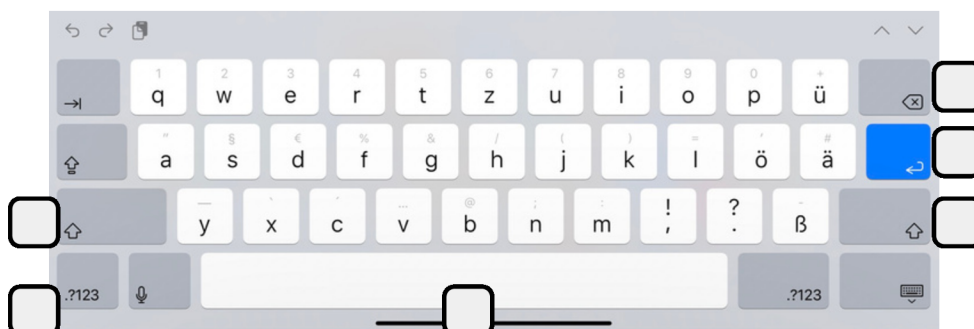 1 2 3 4 5 6 7 8 9 0 +
q w e r t z u i o p ü
" § € % & / ( ) = ' #
a s d f g h j k l ö ä
— ` ´ ... @ ; : ! ? -
y x c v b n m , . ß
.?123 .?123